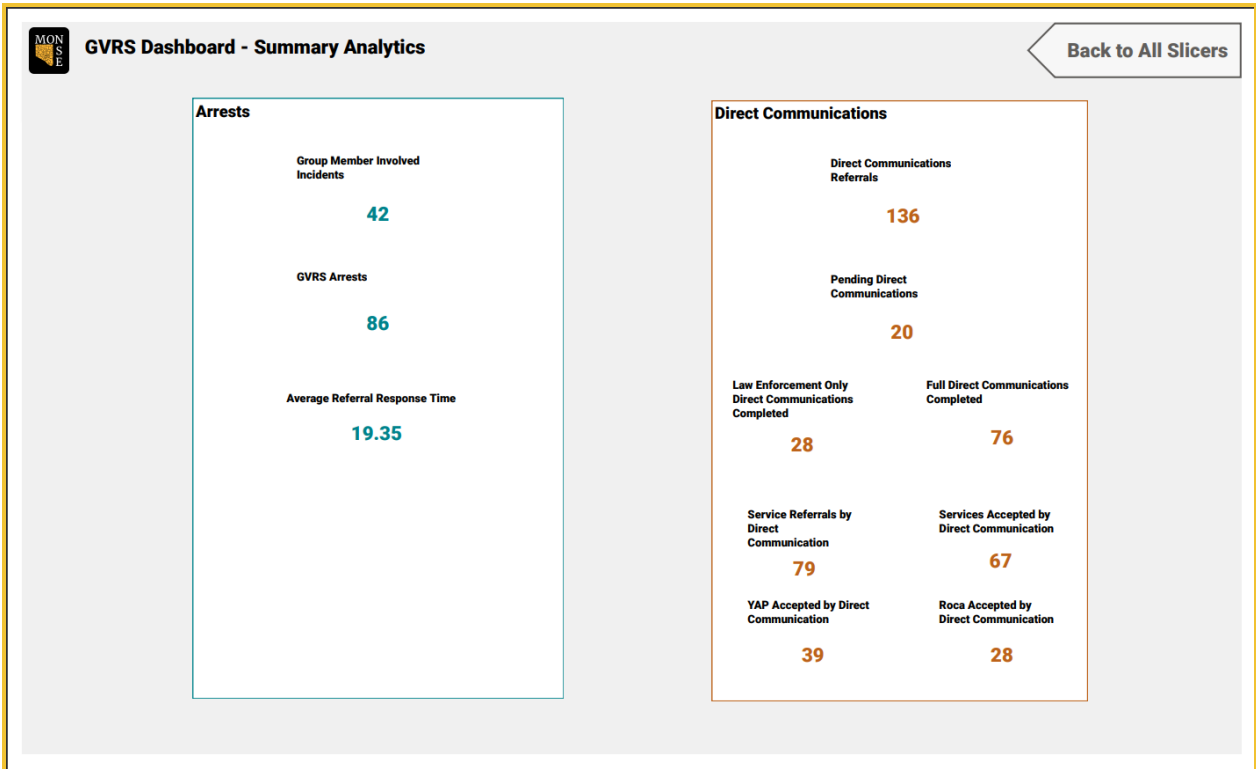 MON
S
E
GVRS Dashboard - Summary Analytics
Back to All Slicers
Arrests
Group Member Involved
Incidents
42
GVRS Arrests
86
Average Referral Response Time
19.35
Direct Communications
Direct Communications
Referrals
136
Pending Direct
Communications
20
Law Enforcement Only
Direct Communications
Completed
28
Full Direct Communications
Completed
76
Service Referrals by
Direct
Communication
79
Services Accepted by
Direct Communication
67
YAP Accepted by Direct
Communication
39
Roca Accepted by
Direct Communication
28